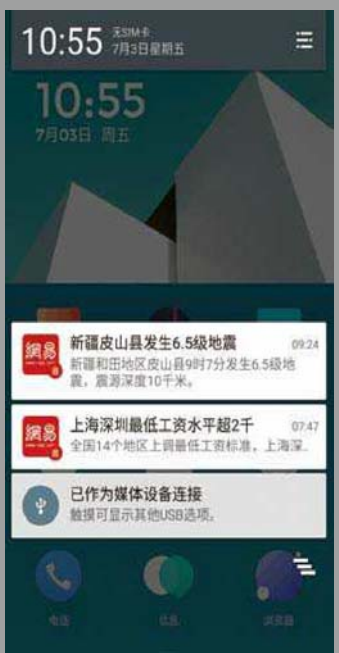 10:55 无SIM卡
7月3日星期五
10:55
7月03日 周五
網易
新疆皮山县发生6.5级地震 09:24
新疆和田地区皮山县9时7分发生6.5级地
震，震源深度10千米。
網易
上海深圳最低工资水平超2千 07:47
全国14个地区上调最低工资标准，上海深..
已作为媒体设备连接
触摸可显示其他USB选项。
电话 信息 浏览器